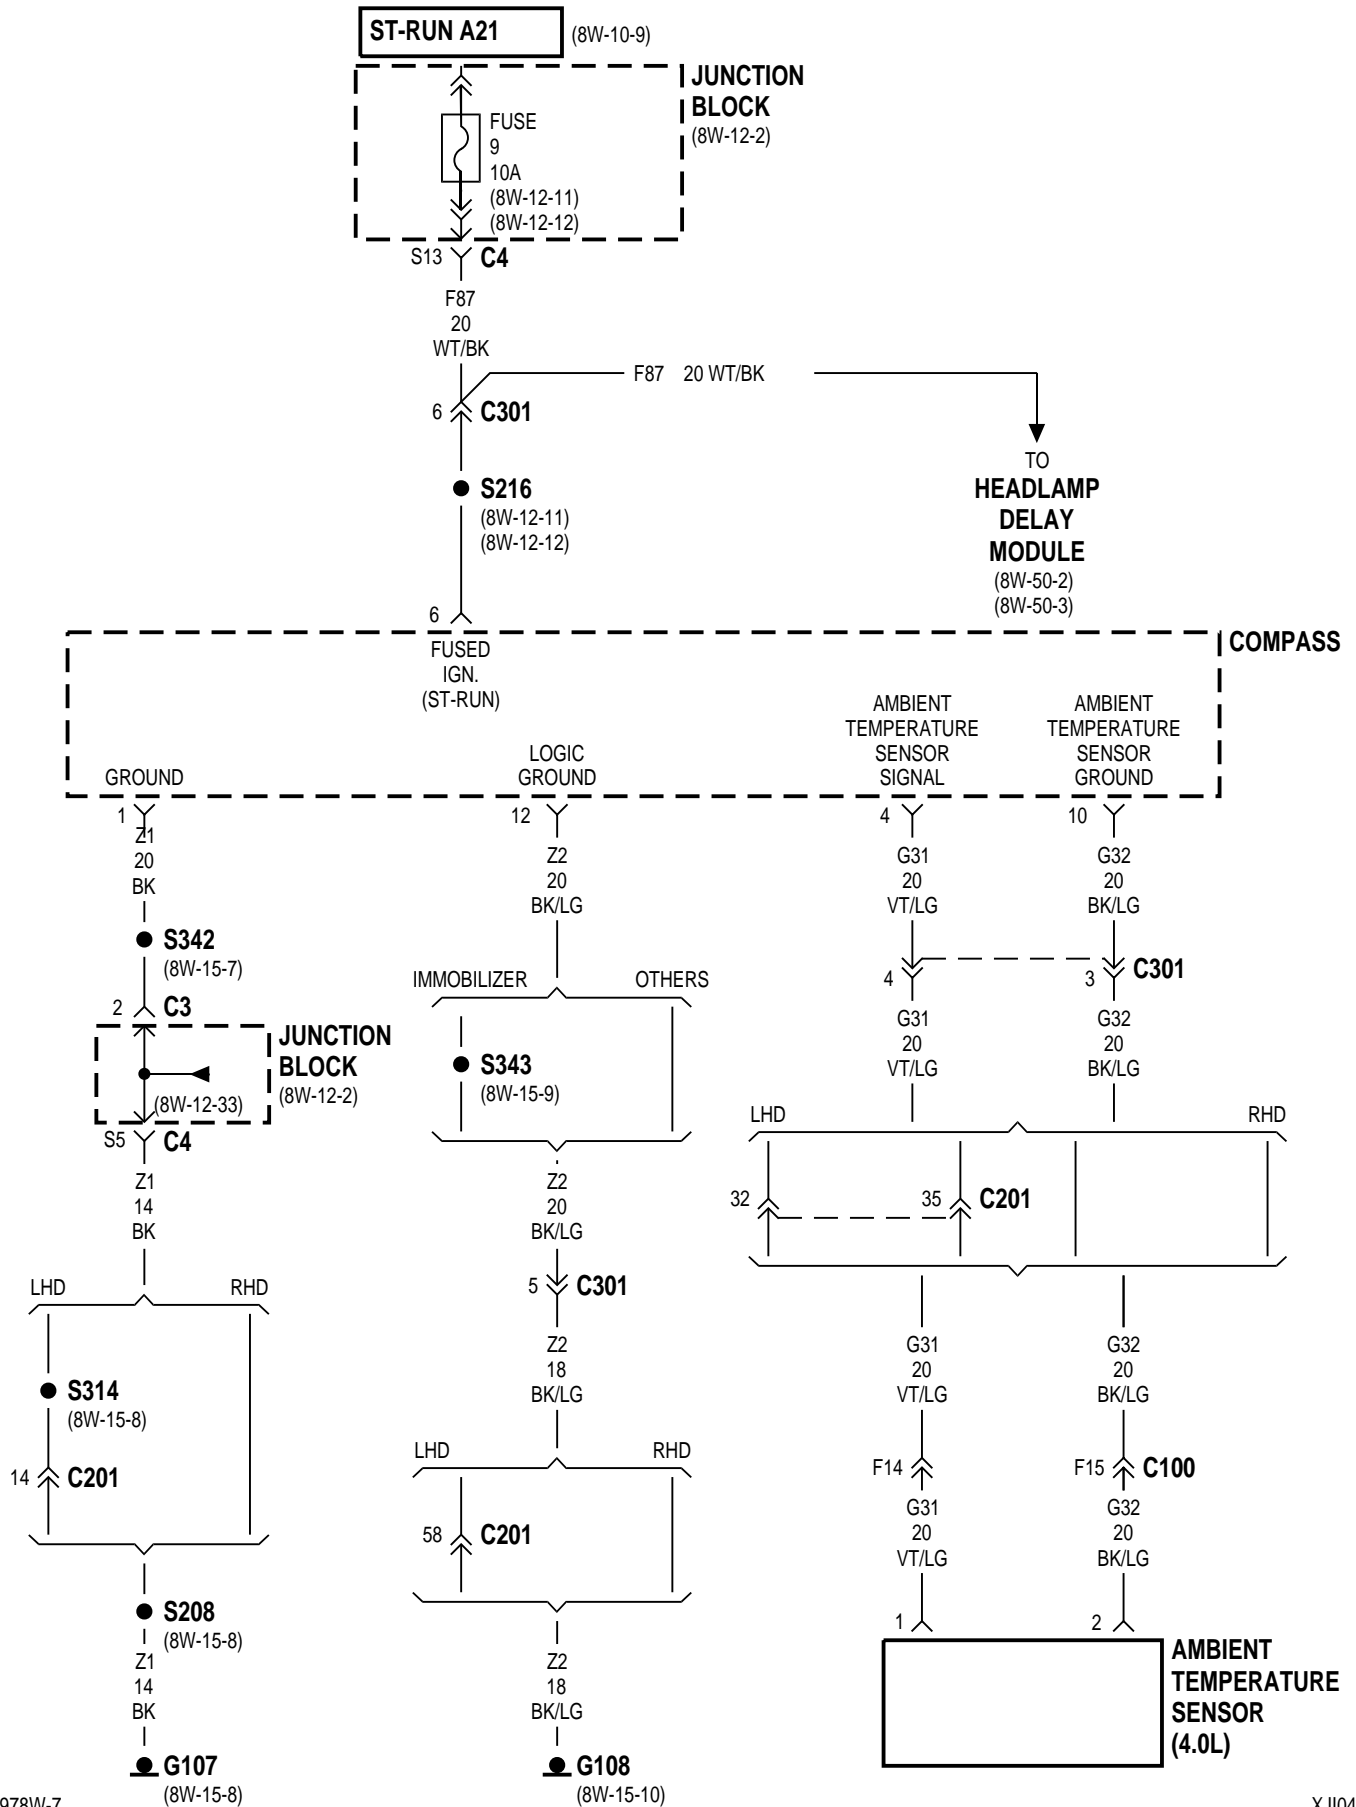 ST-RUN A21
(8W-10-9)
JUNCTION
BLOCK
(8W-12-2)
FUSE
9
10A
(8W-12-11)
(8W-12-12)
S13
C4
F87
20
WT/BK
F87 20 WT/BK
6
C301
TO
HEADLAMP
DELAY
MODULE
(8W-50-2)
(8W-50-3)
S216
(8W-12-11)
(8W-12-12)
6
COMPASS
FUSED
IGN.
(ST-RUN)
GROUND
LOGIC
GROUND
AMBIENT
TEMPERATURE
SENSOR
SIGNAL
AMBIENT
TEMPERATURE
SENSOR
GROUND
1
Z1
20
BK
S342
(8W-15-7)
2
C3
JUNCTION
BLOCK
(8W-12-2)
(8W-12-33)
S5
C4
Z1
14
BK
LHD
RHD
S314
(8W-15-8)
14
C201
S208
(8W-15-8)
Z1
14
BK
G107
(8W-15-8)
12
Z2
20
BK/LG
IMMOBILIZER
OTHERS
S343
(8W-15-9)
Z2
20
BK/LG
5
C301
Z2
18
BK/LG
LHD
RHD
58
C201
Z2
18
BK/LG
G108
(8W-15-10)
4
G31
20
VT/LG
10
G32
20
BK/LG
4
3
C301
G31
20
VT/LG
G32
20
BK/LG
LHD
RHD
32
35
C201
G31
20
VT/LG
G32
20
BK/LG
F14
F15
C100
G31
20
VT/LG
G32
20
BK/LG
1
2
AMBIENT
TEMPERATURE
SENSOR
(4.0L)
978W-7